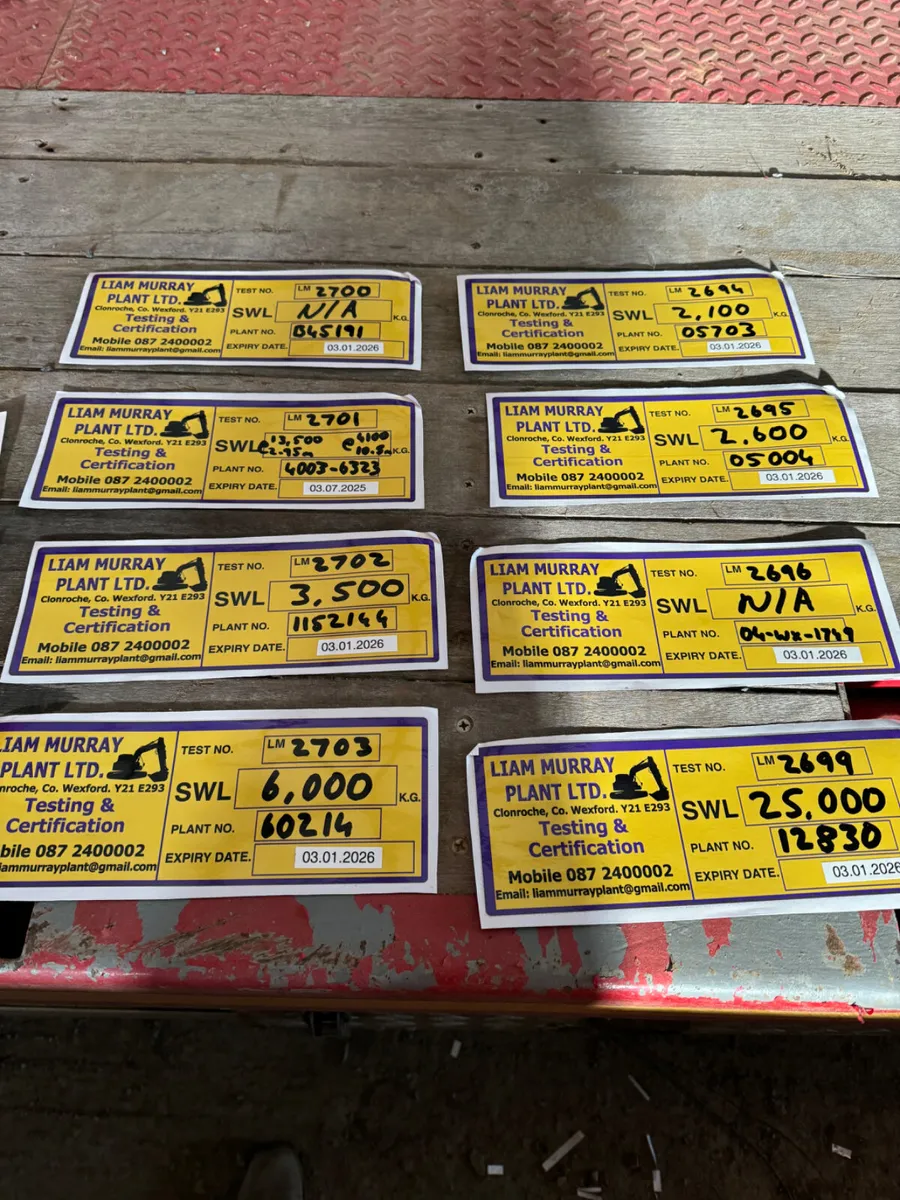 LIAM MURRAY
PLANT LTD.
Clonroche, Co. Wexford. Y21 E293
Testing &
Certification
Mobile 087 2400002
Email: liammurrayplant@gmail.com
TEST NO. LM 2700
SWL N/A K.G.
PLANT NO. B45191
EXPIRY DATE. 03.01.2026
LIAM MURRAY
PLANT LTD.
Clonroche, Co. Wexford. Y21 E293
Testing &
Certification
Mobile 087 2400002
Email: liammurrayplant@gmail.com
TEST NO. LM 2694
SWL 2,100 K.G.
PLANT NO. 05703
EXPIRY DATE. 03.01.2026
LIAM MURRAY
PLANT LTD.
Clonroche, Co. Wexford. Y21 E293
Testing &
Certification
Mobile 087 2400002
Email: liammurrayplant@gmail.com
TEST NO. LM 2701
SWL 13,500 @ 4100 K.G.
10.5m
PLANT NO. 4003-6323
EXPIRY DATE. 03.07.2025
LIAM MURRAY
PLANT LTD.
Clonroche, Co. Wexford. Y21 E293
Testing &
Certification
Mobile 087 2400002
Email: liammurrayplant@gmail.com
TEST NO. LM 2695
SWL 2.600 K.G.
PLANT NO. 05004
EXPIRY DATE. 03.01.2026
LIAM MURRAY
PLANT LTD.
Clonroche, Co. Wexford. Y21 E293
Testing &
Certification
Mobile 087 2400002
Email: liammurrayplant@gmail.com
TEST NO. LM 2702
SWL 3,500 K.G.
PLANT NO. 1152144
EXPIRY DATE. 03.01.2026
LIAM MURRAY
PLANT LTD.
Clonroche, Co. Wexford. Y21 E293
Testing &
Certification
Mobile 087 2400002
Email: liammurrayplant@gmail.com
TEST NO. LM 2696
SWL N/A K.G.
PLANT NO. 04-WX-1749
EXPIRY DATE. 03.01.2026
LIAM MURRAY
PLANT LTD.
nroche, Co. Wexford. Y21 E293
Testing &
Certification
bile 087 2400002
iammurrayplant@gmail.com
TEST NO. LM 2703
SWL 6,000 K.G.
PLANT NO. 60214
EXPIRY DATE. 03.01.2026
LIAM MURRAY
PLANT LTD.
Clonroche, Co. Wexford. Y21 E293
Testing &
Certification
Mobile 087 2400002
Email: liammurrayplant@gmail.com
TEST NO. LM 2699
SWL 25,000
PLANT NO. 12830
EXPIRY DATE. 03.01.2026